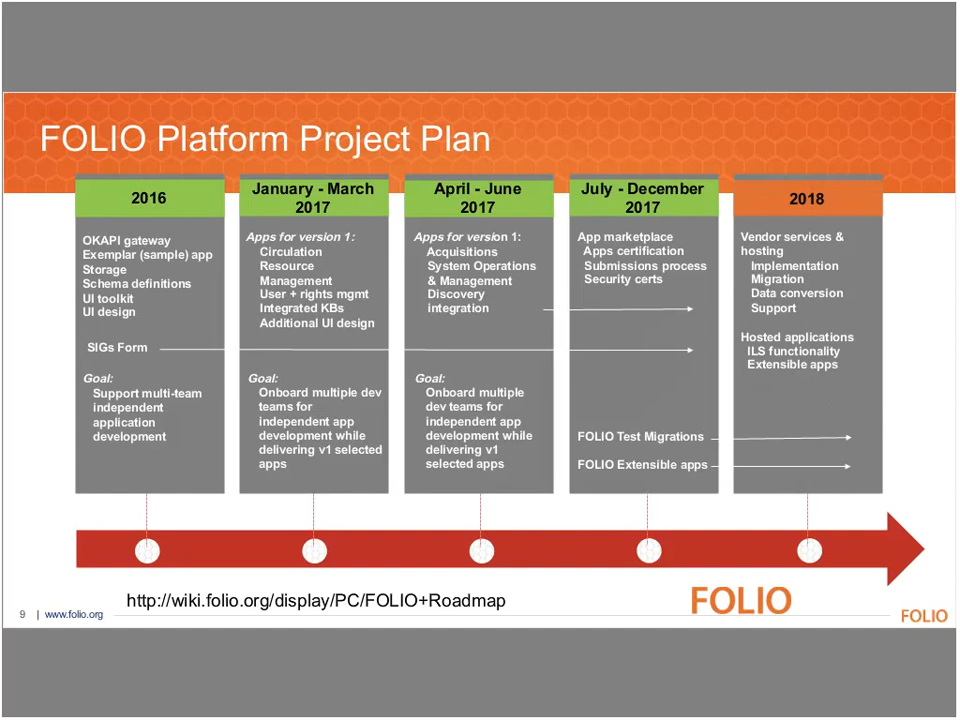 FOLIO Platform Project Plan
2016
OKAPI gateway
Exemplar (sample) app
Storage
Schema definitions
UI toolkit
UI design
SIGs Form
Goal:
Support multi-team
independent
application
development
January - March
2017
Apps for version 1:
Circulation
Resource
Management
User + rights mgmt
Integrated KBs
Additional UI design
Goal:
Onboard multiple dev
teams for
independent app
development while
delivering v1 selected
apps
April - June
2017
Apps for version 1:
Acquisitions
System Operations
& Management
Discovery
integration
Goal:
Onboard multiple
dev teams for
independent app
development while
delivering v1
selected apps
July - December
2017
App marketplace
Apps certification
Submissions process
Security certs
FOLIO Test Migrations
FOLIO Extensible apps
2018
Vendor services &
hosting
Implementation
Migration
Data conversion
Support
Hosted applications
ILS functionality
Extensible apps
http://wiki.folio.org/display/PC/FOLIO+Roadmap
FOLIO
9 | www.folio.org
FOLIO